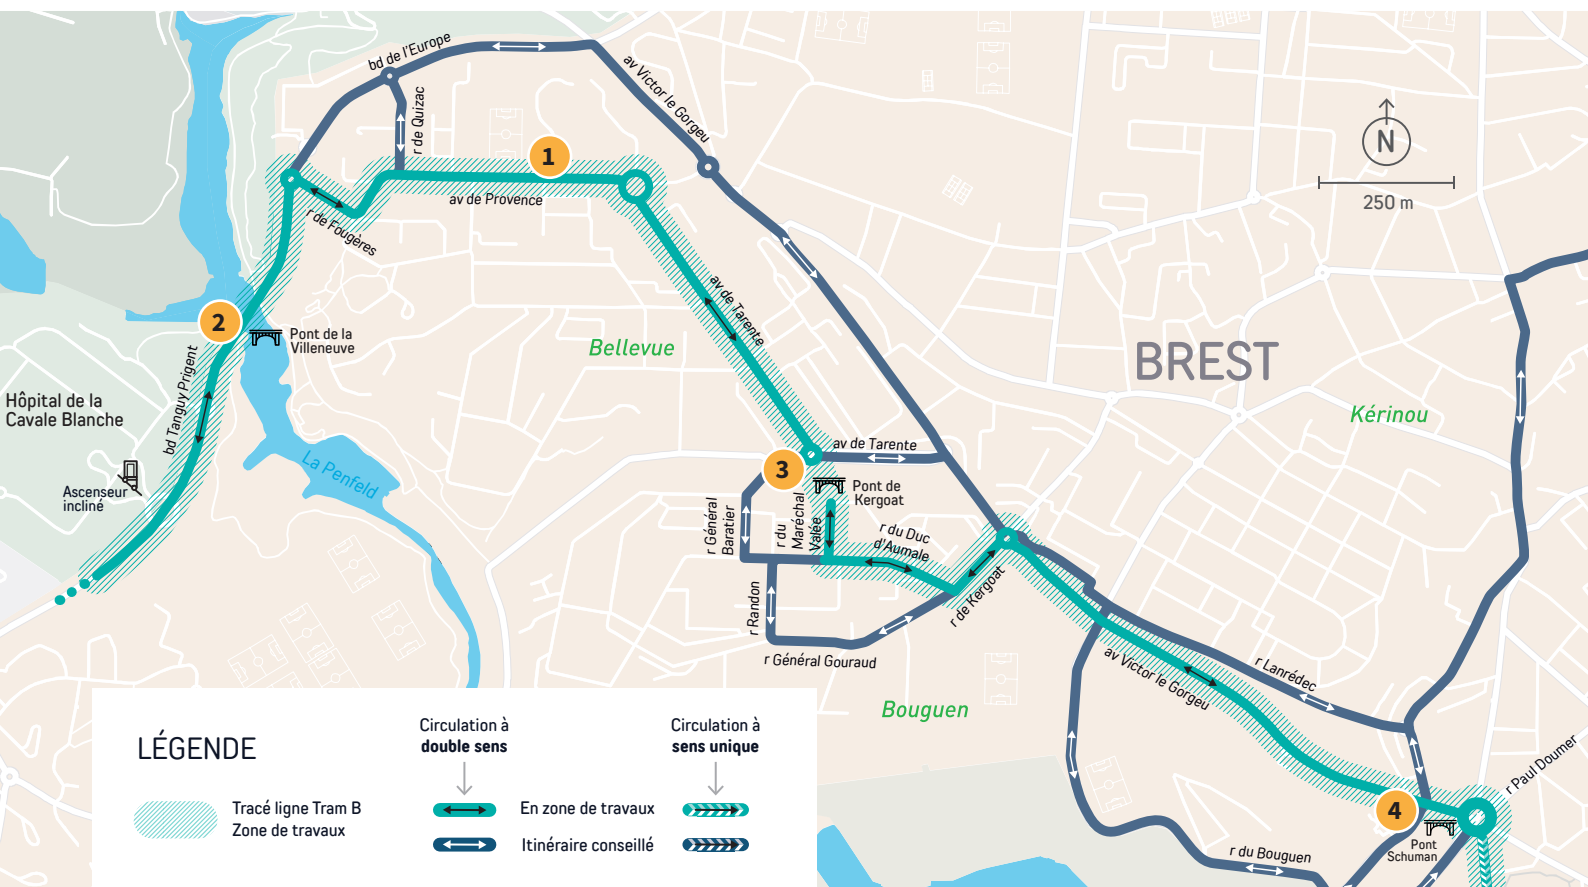 bd de l'Europe
av Victor le Gorgeu
r de Quizac
1
N
250 m
av de Provence
r de Fougères
2
Pont de la
Villeneuve
av de Tarente
Bellevue
BREST
Kérinou
bd Tanguy Prigent
Hôpital de la
Cavale Blanche
Ascenseur
incliné
La Penfeld
av de Tarente
3
Pont de
Kergoat
r Général
Baratier
r du
Maréchal
Valée
r du Duc
d'Aumale
r de Kergoat
r Randon
r Général Gouraud
Bouguen
av Victor le Gorgeu
r Lanrédec
r Paul Doumer
4
Pont
Schuman
r du Bouguen
LÉGENDE
Circulation à
double sens
Circulation à
sens unique
Tracé ligne Tram B
Zone de travaux
En zone de travaux
Itinéraire conseillé